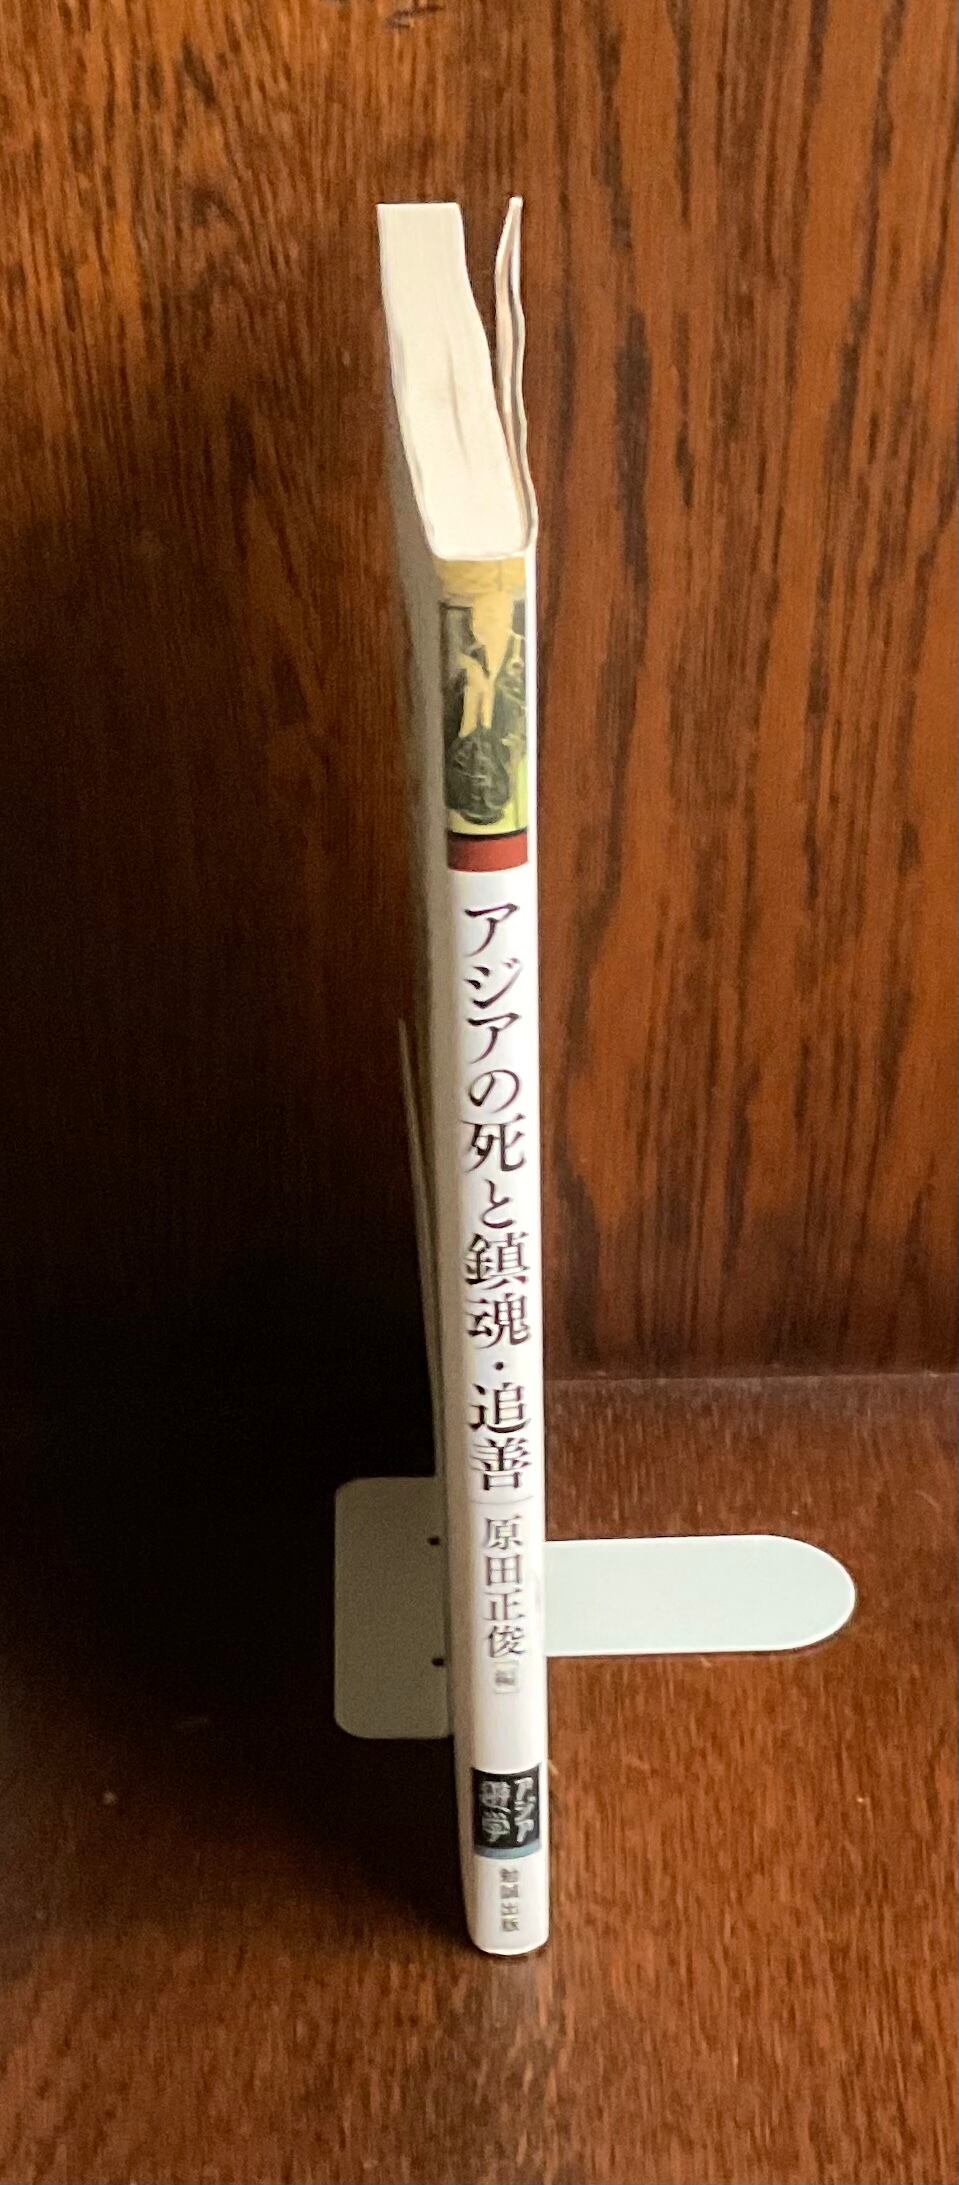 アジアの死と鎮魂・追善
原田正俊[編]
アジア
遊学
勉誠出版